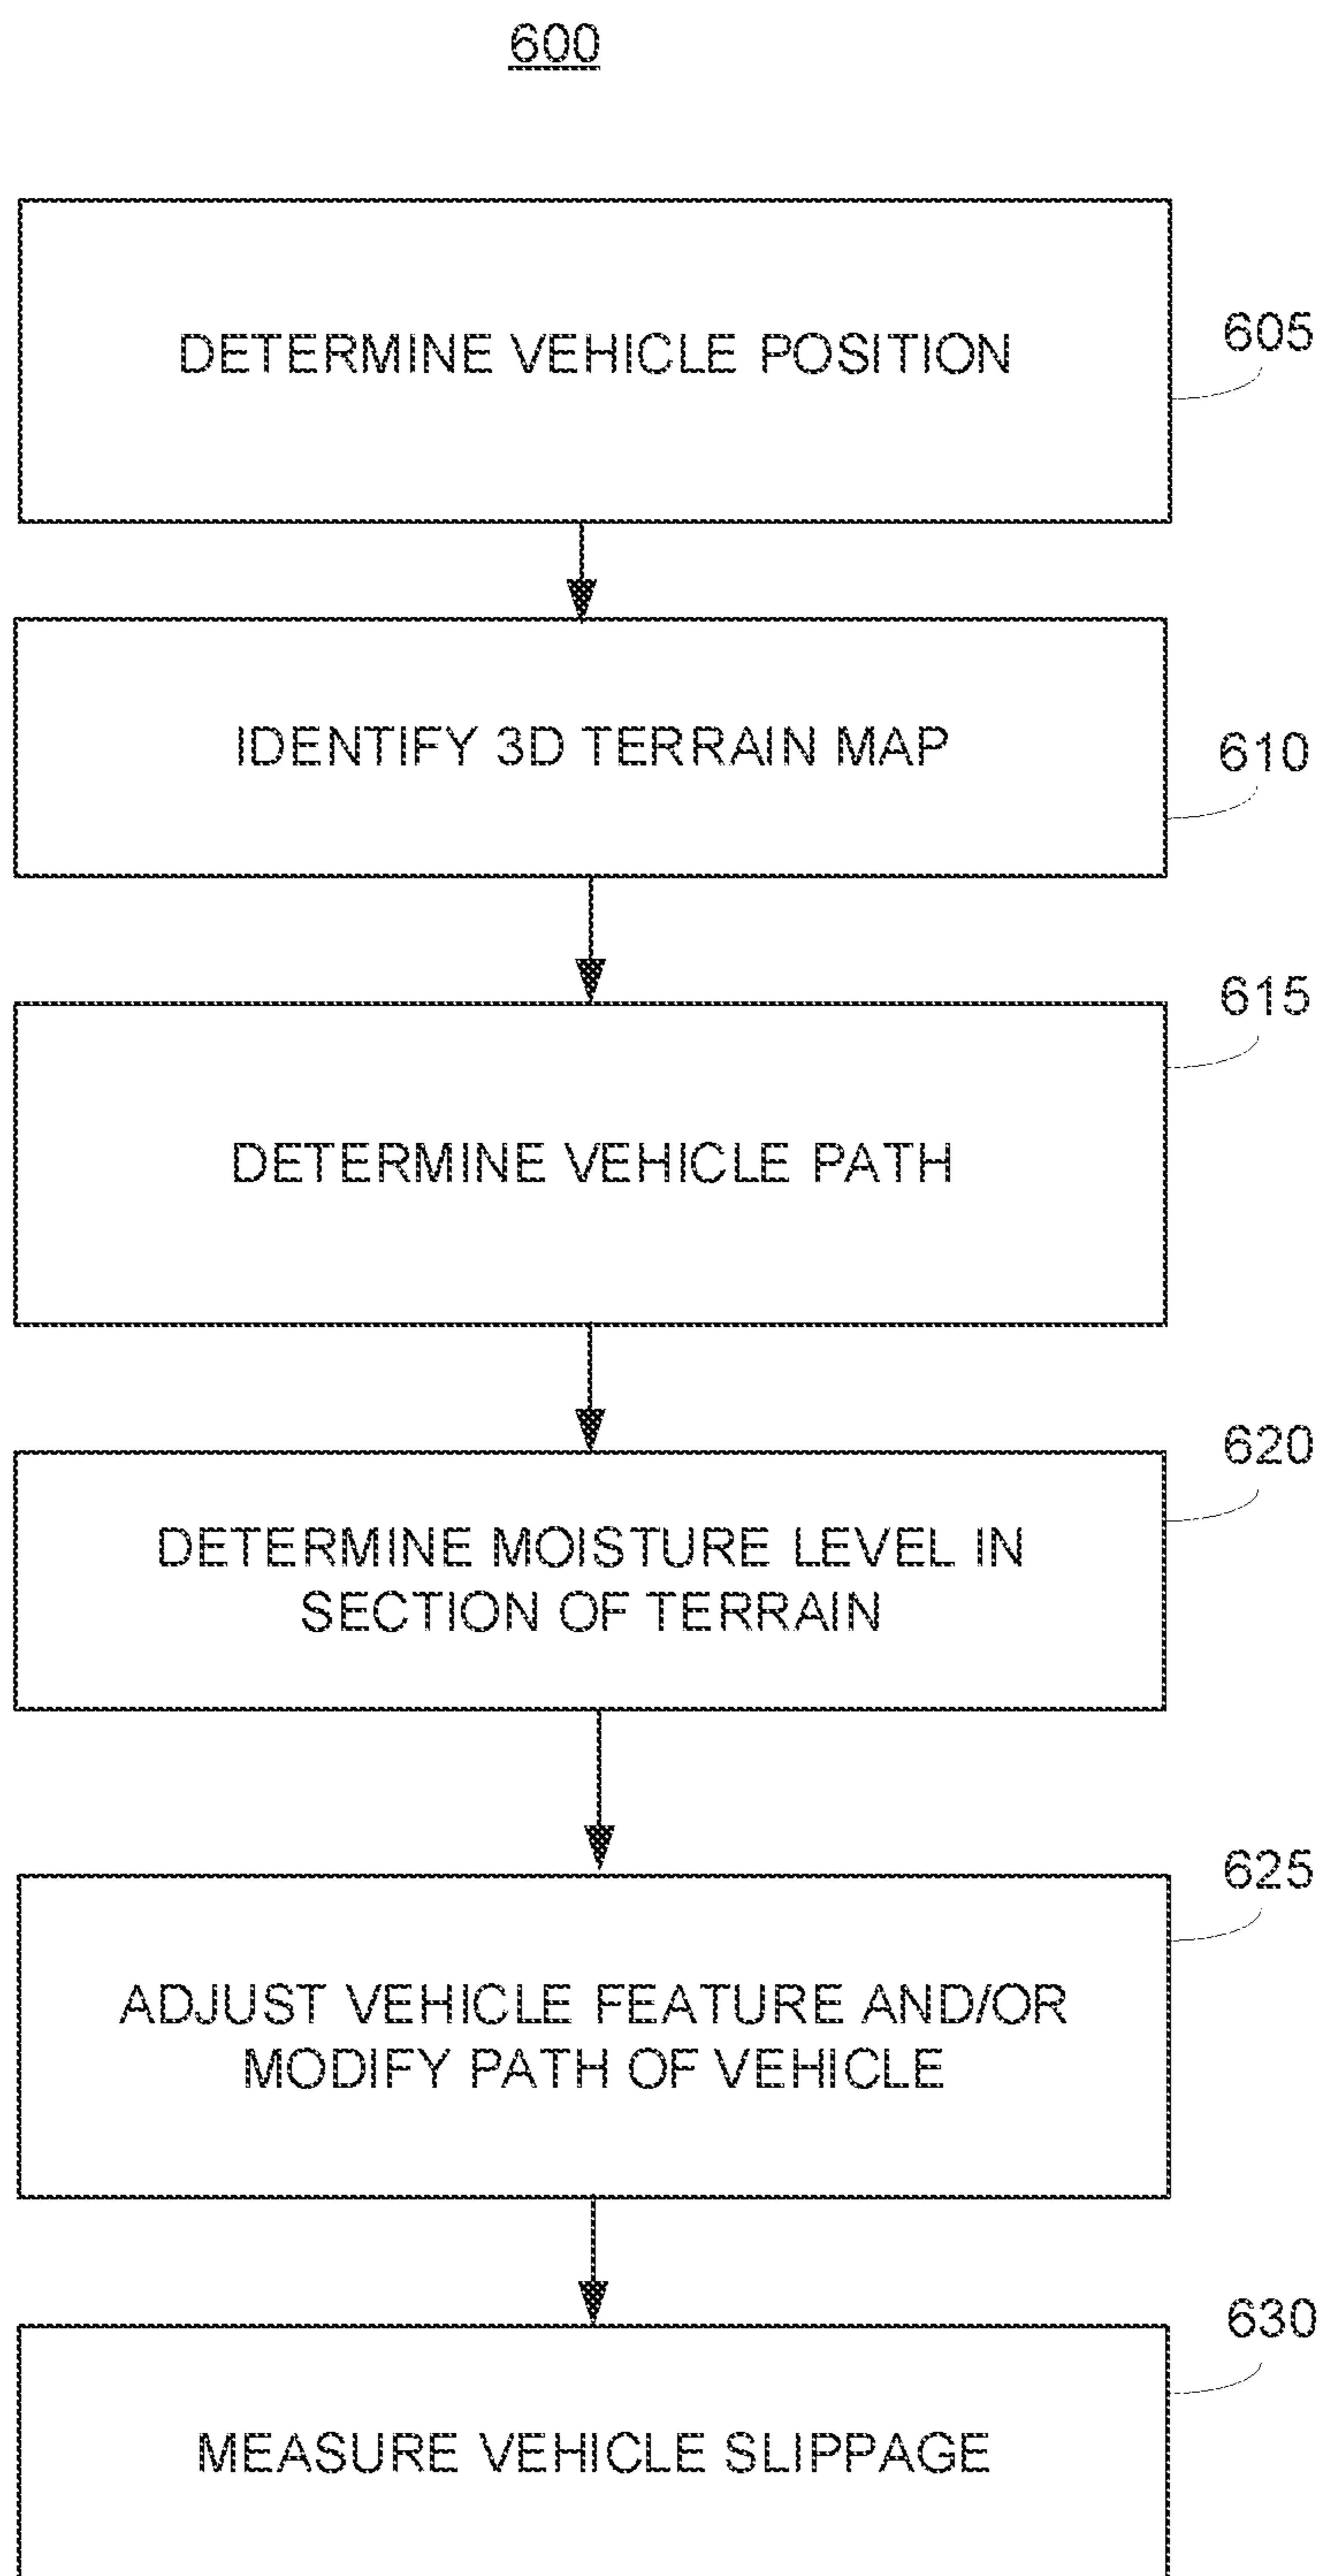 600
DETERMINE VEHICLE POSITION
605
IDENTIFY 3D TERRAIN MAP
610
615
DETERMINE VEHICLE PATH
620
DETERMINE MOISTURE LEVEL IN
SECTION OF TERRAIN
625
ADJUST VEHICLE FEATURE AND/OR
MODIFY PATH OF VEHICLE
630
MEASURE VEHICLE SLIPPAGE